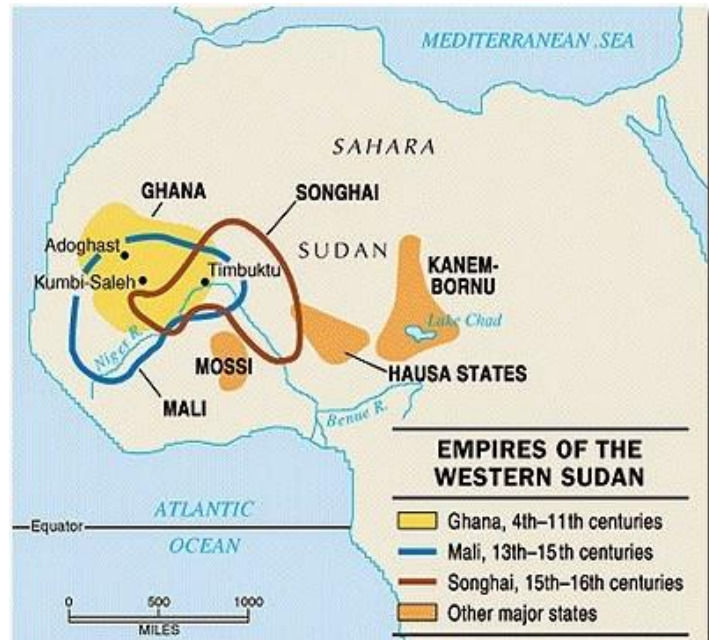 MEDITERRANEAN SEA
SAHARA
GHANA
SONGHAI
SUDAN
Adoghast
Timbuktu
KANEM-
BORNU
Kumbi-Saleh
Lake Chad
Niger R.
MOSSI
HAUSA STATES
MALI
Benue R.
EMPIRES OF THE
WESTERN SUDAN
ATLANTIC
Ghana, 4th–11th centuries
Equator
OCEAN
Mali, 13th–15th centuries
Songhai, 15th–16th centuries
0 500 1000
MILES
Other major states